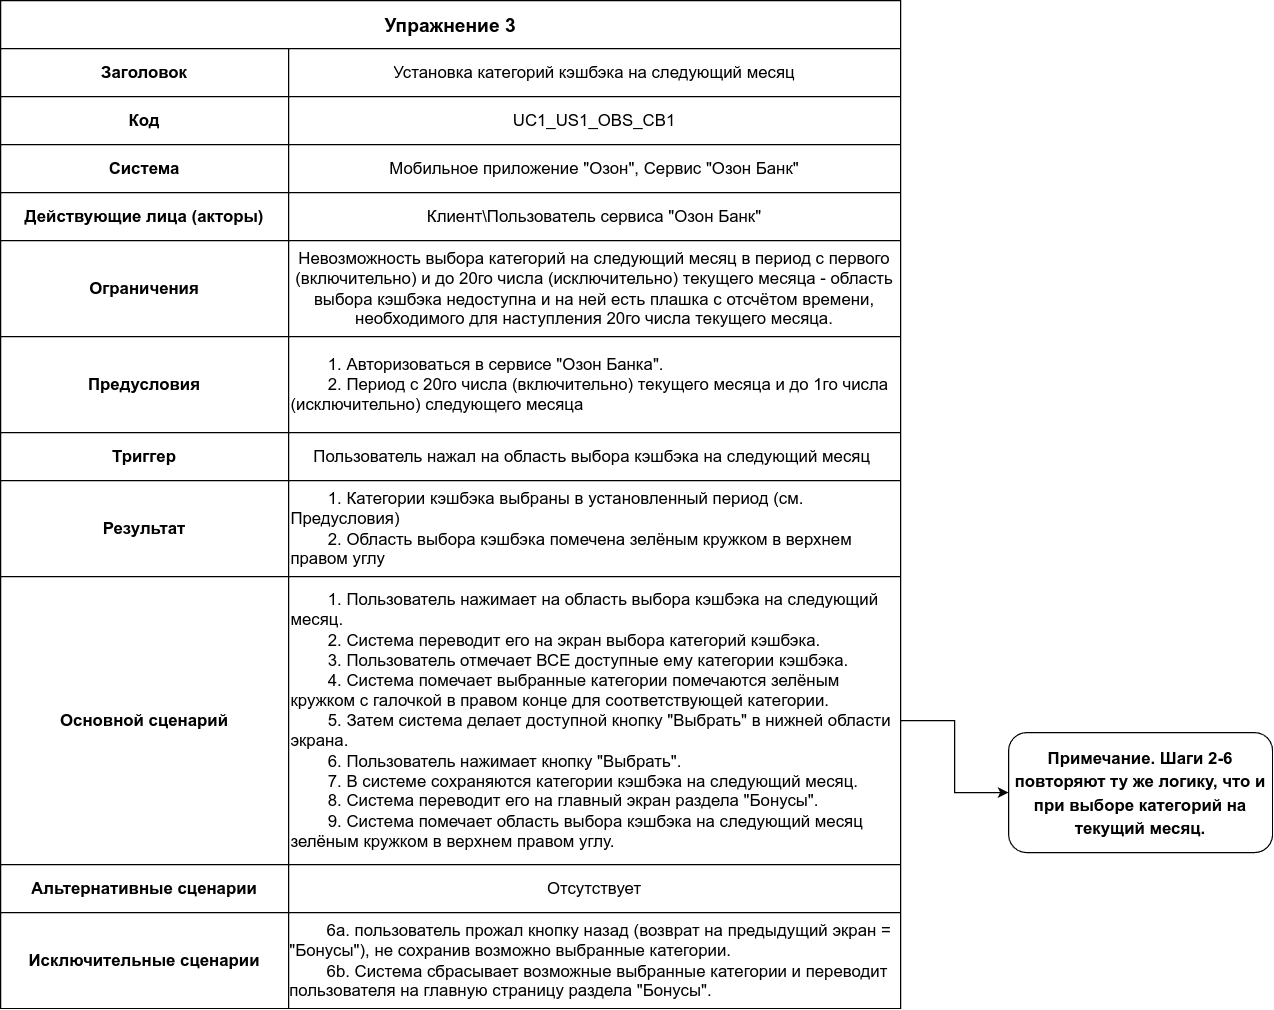 Упражнение 3
Заголовок
Установка категорий кэшбэка на следующий месяц
Код
UC1_US1_OBS_CB1
Система
Мобильное приложение "Озон", Сервис "Озон Банк"
Действующие лица (акторы)
Клиент\Пользователь сервиса "Озон Банк"
Ограничения
Невозможность выбора категорий на следующий месяц в период с первого
(включительно) и до 20го числа (исключительно) текущего месяца - область
выбора кэшбэка недоступна и на ней есть плашка с отсчётом времени,
необходимого для наступления 20го числа текущего месяца.
Предусловия
1. Авторизоваться в сервисе "Озон Банка".
2. Период с 20го числа (включительно) текущего месяца и до 1го числа
(исключительно) следующего месяца
Триггер
Пользователь нажал на область выбора кэшбэка на следующий месяц
Результат
1. Категории кэшбэка выбраны в установленный период (см.
Предусловия)
2. Область выбора кэшбэка помечена зелёным кружком в верхнем
правом углу
Основной сценарий
1. Пользователь нажимает на область выбора кэшбэка на следующий
месяц.
2. Система переводит его на экран выбора категорий кэшбэка.
3. Пользователь отмечает ВСЕ доступные ему категории кэшбэка.
4. Система помечает выбранные категории помечаются зелёным
кружком с галочкой в правом конце для соответствующей категории.
5. Затем система делает доступной кнопку "Выбрать" в нижней области
экрана.
6. Пользователь нажимает кнопку "Выбрать".
7. В системе сохраняются категории кэшбэка на следующий месяц.
8. Система переводит его на главный экран раздела "Бонусы".
9. Система помечает область выбора кэшбэка на следующий месяц
зелёным кружком в верхнем правом углу.
Примечание. Шаги 2-6
повторяют ту же логику, что и
при выборе категорий на
текущий месяц.
Альтернативные сценарии
Отсутствует
Исключительные сценарии
6a. пользователь прожал кнопку назад (возврат на предыдущий экран =
"Бонусы"), не сохранив возможно выбранные категории.
6b. Система сбрасывает возможные выбранные категории и переводит
пользователя на главную страницу раздела "Бонусы".